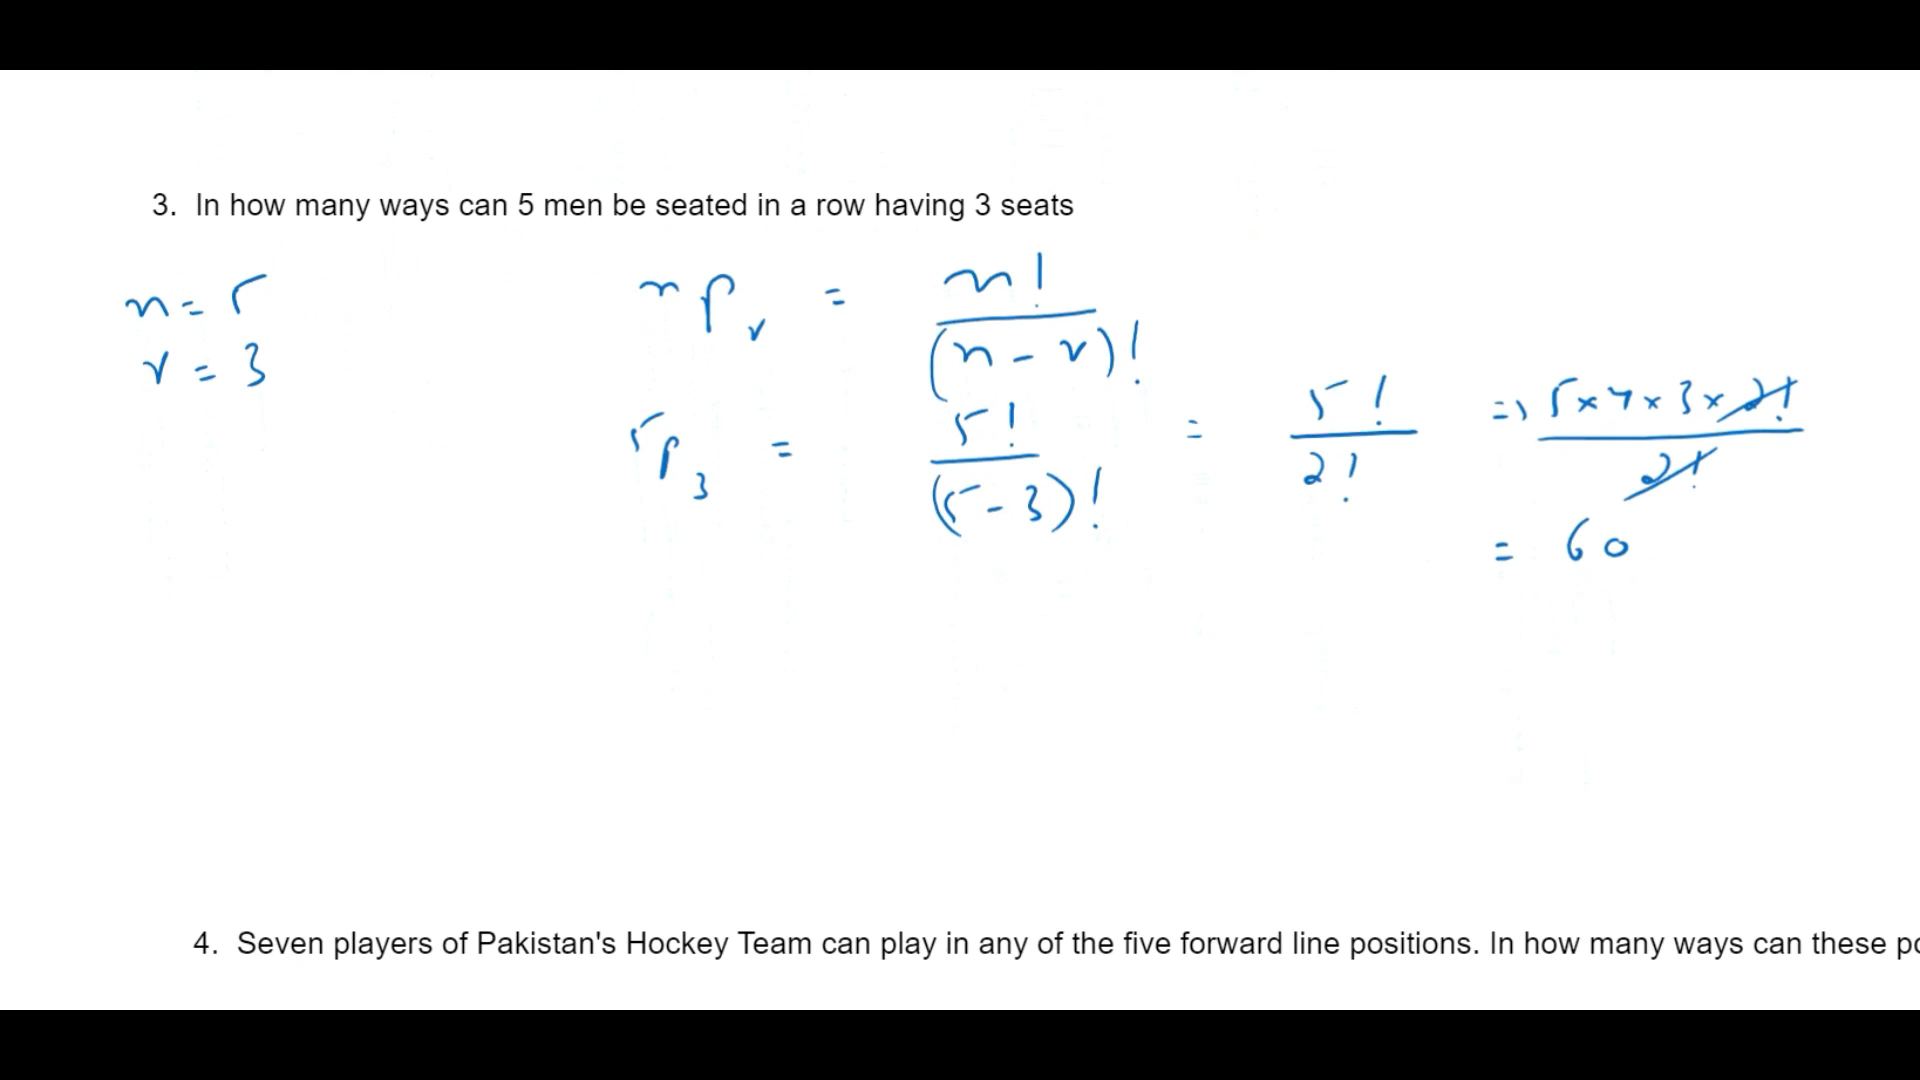 3. In how many ways can 5 men be seated in a row having 3 seats
n = 5
r = 3
nPr = n! / (n - r)!
5P3 = 5! / (5 - 3)! = 5! / 2! => 5 x 4 x 3 x 2! / 2!
= 60
4. Seven players of Pakistan's Hockey Team can play in any of the five forward line positions. In how many ways can these po